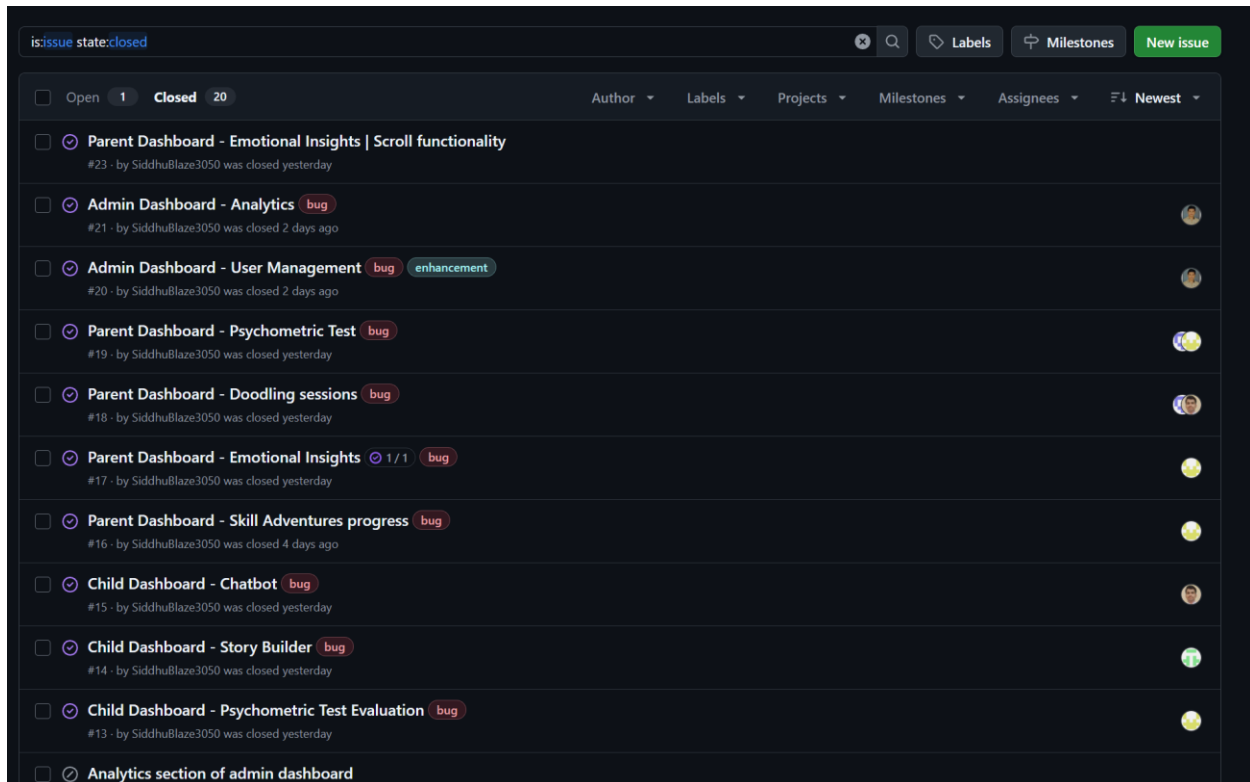 is:issue state:closed
Labels
Milestones
New issue
Open 1 Closed 20 Author Labels Projects Milestones Assignees Newest
Parent Dashboard - Emotional Insights | Scroll functionality
#23 · by SiddhuBlaze3050 was closed yesterday
Admin Dashboard - Analytics bug
#21 · by SiddhuBlaze3050 was closed 2 days ago
Admin Dashboard - User Management bug enhancement
#20 · by SiddhuBlaze3050 was closed 2 days ago
Parent Dashboard - Psychometric Test bug
#19 · by SiddhuBlaze3050 was closed yesterday
Parent Dashboard - Doodling sessions bug
#18 · by SiddhuBlaze3050 was closed yesterday
Parent Dashboard - Emotional Insights 1 / 1 bug
#17 · by SiddhuBlaze3050 was closed yesterday
Parent Dashboard - Skill Adventures progress bug
#16 · by SiddhuBlaze3050 was closed 4 days ago
Child Dashboard - Chatbot bug
#15 · by SiddhuBlaze3050 was closed yesterday
Child Dashboard - Story Builder bug
#14 · by SiddhuBlaze3050 was closed yesterday
Child Dashboard - Psychometric Test Evaluation bug
#13 · by SiddhuBlaze3050 was closed yesterday
Analytics section of admin dashboard